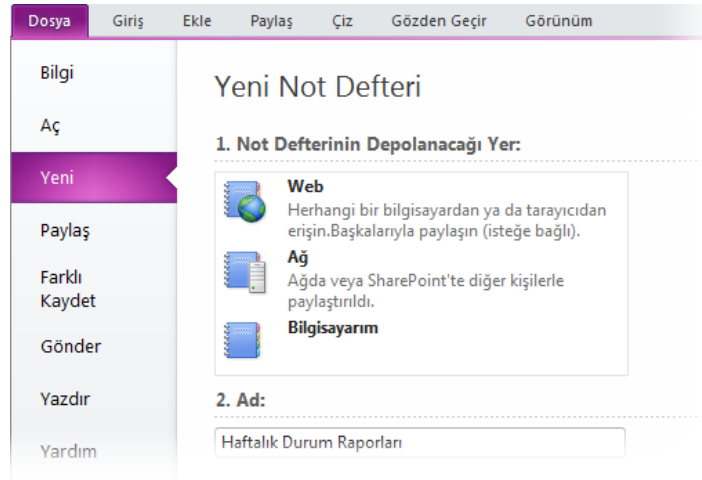 Dosya Giriş Ekle Paylaş Çiz Gözden Geçir Görünüm
Bilgi
Aç
Yeni
Paylaş
Farklı
Kaydet
Gönder
Yazdır
Yardım
Yeni Not Defteri
1. Not Defterinin Depolanacağı Yer:
Web
Herhangi bir bilgisayardan ya da tarayıcıdan
erişin.Başkalarıyla paylaşın (isteğe bağlı).
Ağ
Ağda veya SharePoint'te diğer kişilerle
paylaştırıldı.
Bilgisayarım
2. Ad:
Haftalık Durum Raporları